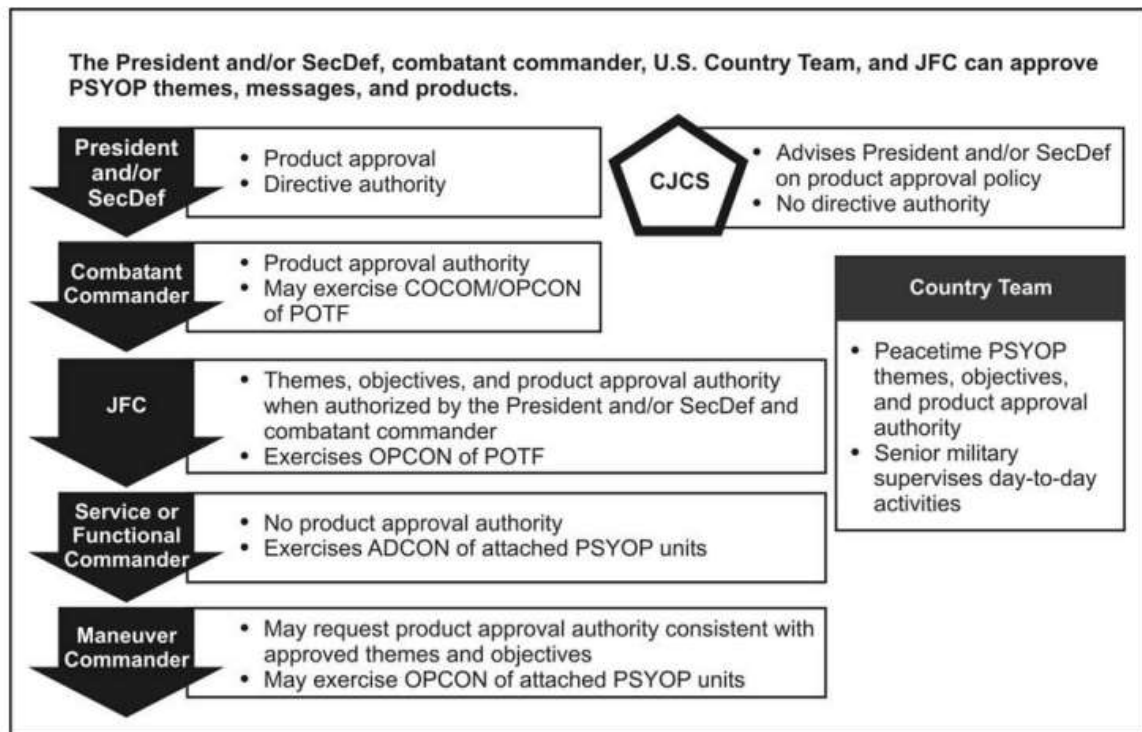 The President and/or SecDef, combatant commander, U.S. Country Team, and JFC can approve
PSYOP themes, messages, and products.
President
and/or
SecDef
• Product approval
• Directive authority
CJCS
• Advises President and/or SecDef
on product approval policy
• No directive authority
Combatant
Commander
• Product approval authority
• May exercise COCOM/OPCON
of POTF
Country Team
• Peacetime PSYOP
themes, objectives,
and product approval
authority
• Senior military
supervises day-to-day
activities
JFC
• Themes, objectives, and product approval authority
when authorized by the President and/or SecDef and
combatant commander
• Exercises OPCON of POTF
Service or
Functional
Commander
• No product approval authority
• Exercises ADCON of attached PSYOP units
Maneuver
Commander
• May request product approval authority consistent with
approved themes and objectives
• May exercise OPCON of attached PSYOP units